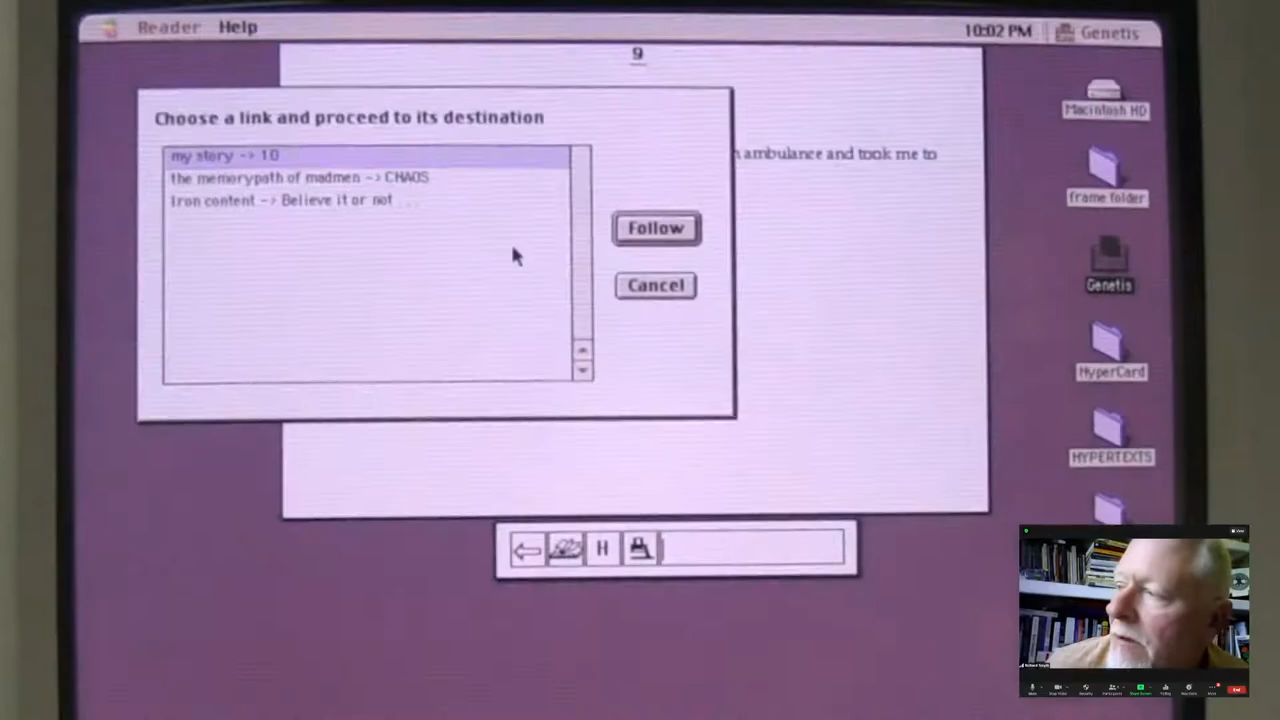 Reader Help
10:02 PM Genetis
9
Choose a link and proceed to its destination
my story -> 10
the memorypath of madmen -> CHAOS
Iron content -> Believe it or not . . .
ambulance and took me to
Follow
Cancel
Macintosh HD
frame folder
Genetis
HyperCard
HYPERTEXTS
H